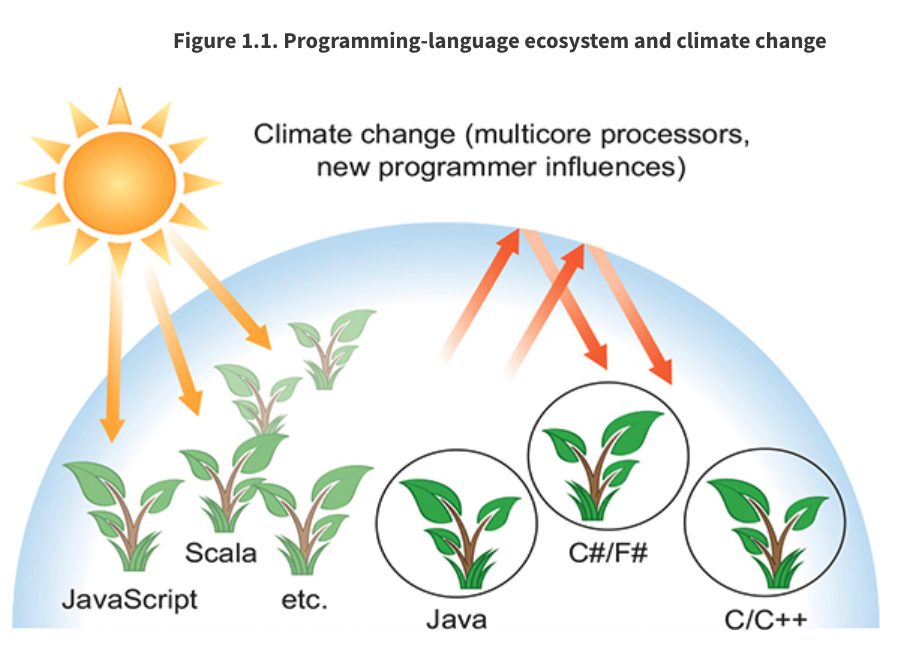 Figure 1.1. Programming-language ecosystem and climate change
Climate change (multicore processors,
new programmer influences)
Scala
C#/F#
JavaScript
etc.
Java
C/C++